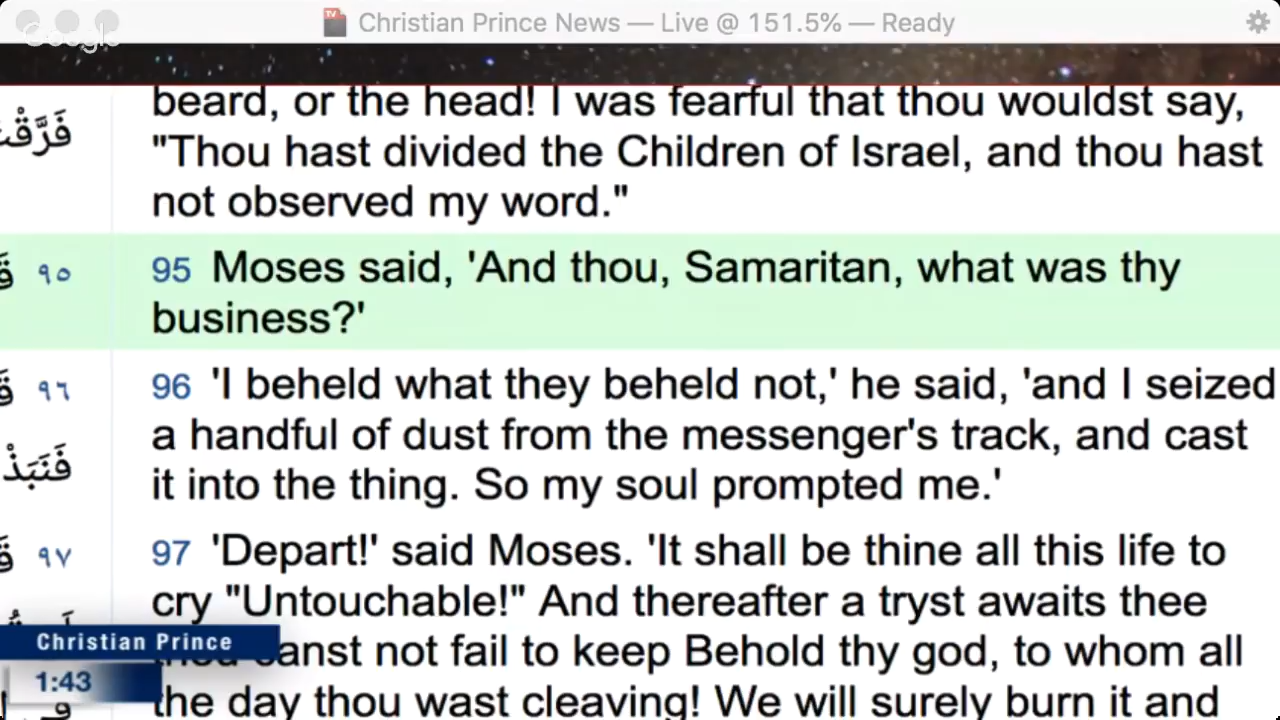 Christian Prince News — Live @ 151.5% — Ready
Google
beard, or the head! I was fearful that thou wouldst say,
"Thou hast divided the Children of Israel, and thou hast
not observed my word."
95 Moses said, 'And thou, Samaritan, what was thy
business?'
٩٥
96 'I beheld what they beheld not,' he said, 'and I seized
a handful of dust from the messenger's track, and cast
it into the thing. So my soul prompted me.'
٩٦
97 'Depart!' said Moses. 'It shall be thine all this life to
cry "Untouchable!" And thereafter a tryst awaits thee
canst not fail to keep Behold thy god, to whom all
the day thou wast cleaving! We will surely burn it and
٩٧
Christian Prince
1:43